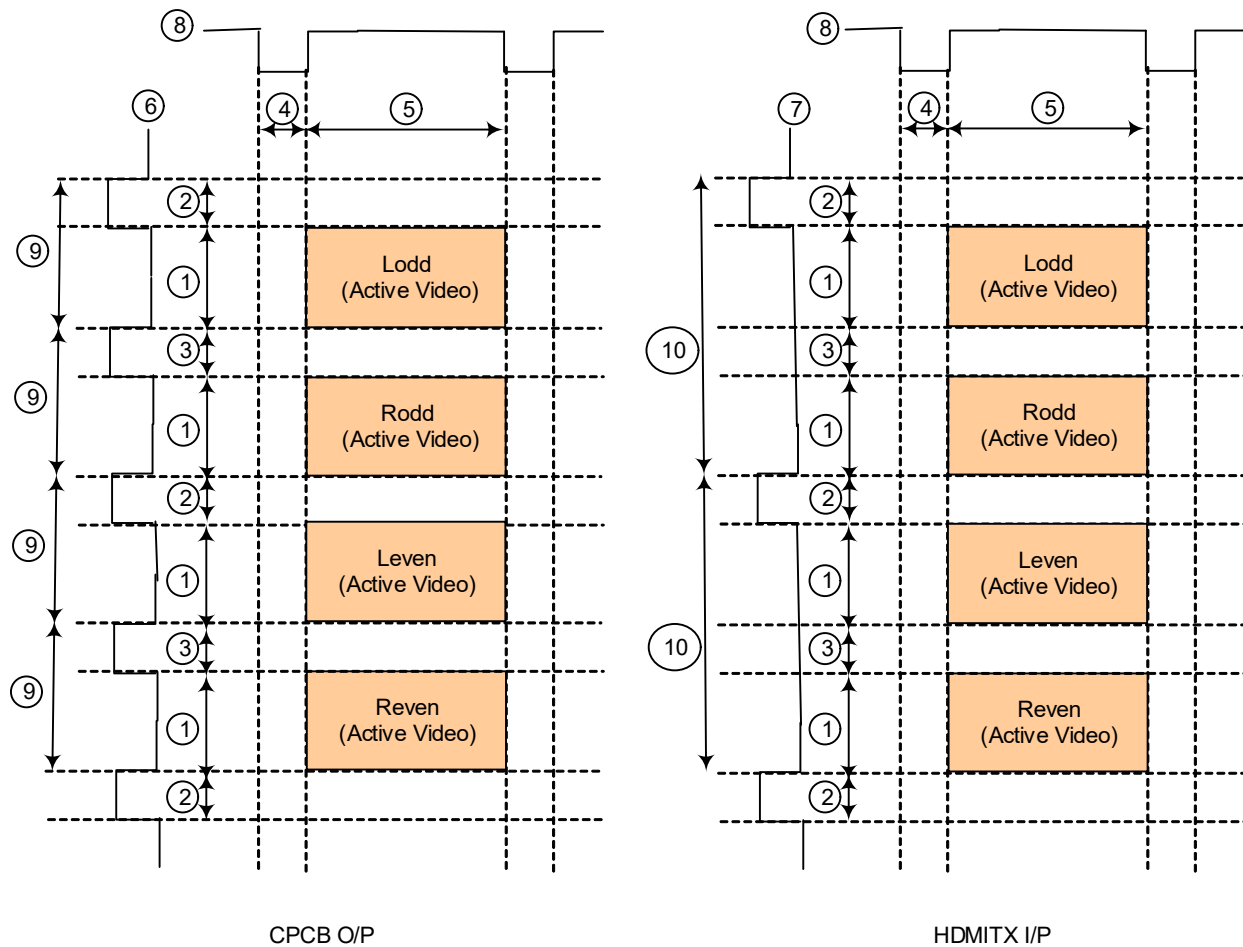 8
8
6
4
5
7
4
5
2
2
9
1
Lodd
(Active Video)
1
Lodd
(Active Video)
3
10
3
9
1
Rodd
(Active Video)
1
Rodd
(Active Video)
2
2
9
1
Leven
(Active Video)
1
Leven
(Active Video)
3
10
3
9
1
Reven
(Active Video)
1
Reven
(Active Video)
2
2
CPCB O/P
HDMITX I/P